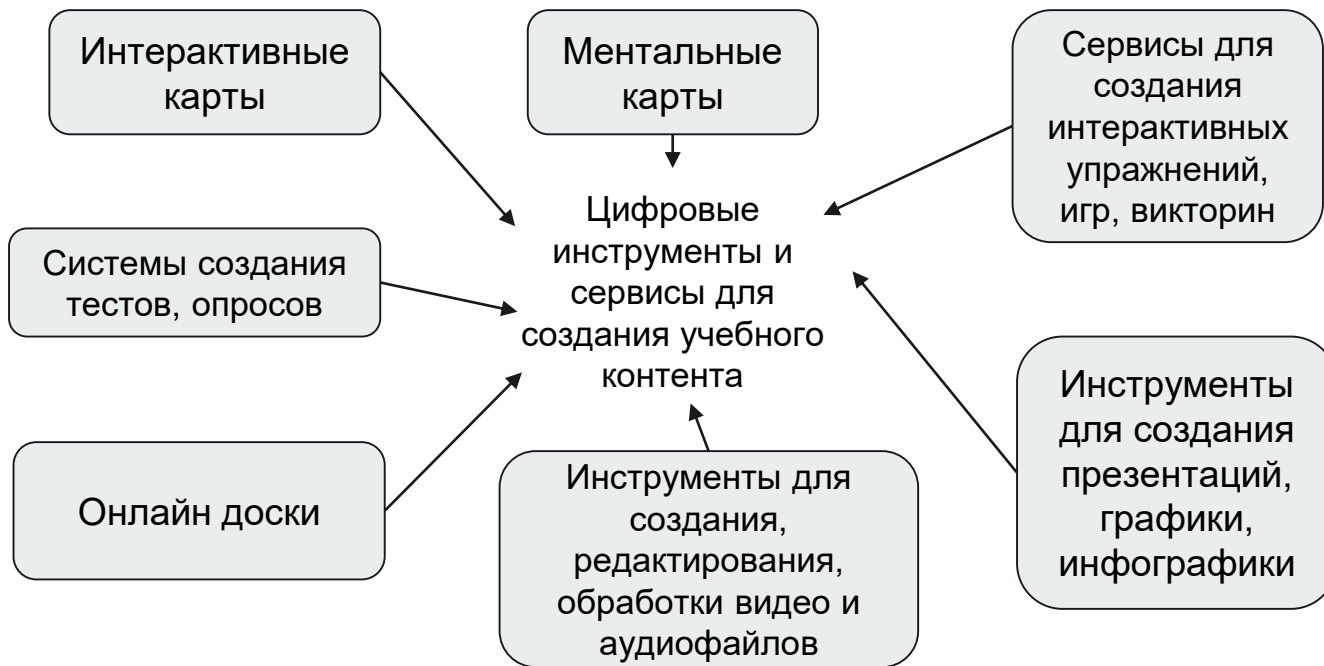 Интерактивные
карты
Ментальные
карты
Сервисы для
создания
интерактивных
упражнений,
игр, викторин
Системы создания
тестов, опросов
Цифровые
инструменты и
сервисы для
создания учебного
контента
Онлайн доски
Инструменты для
создания,
редактирования,
обработки видео и
аудиофайлов
Инструменты
для создания
презентаций,
графики,
инфографики